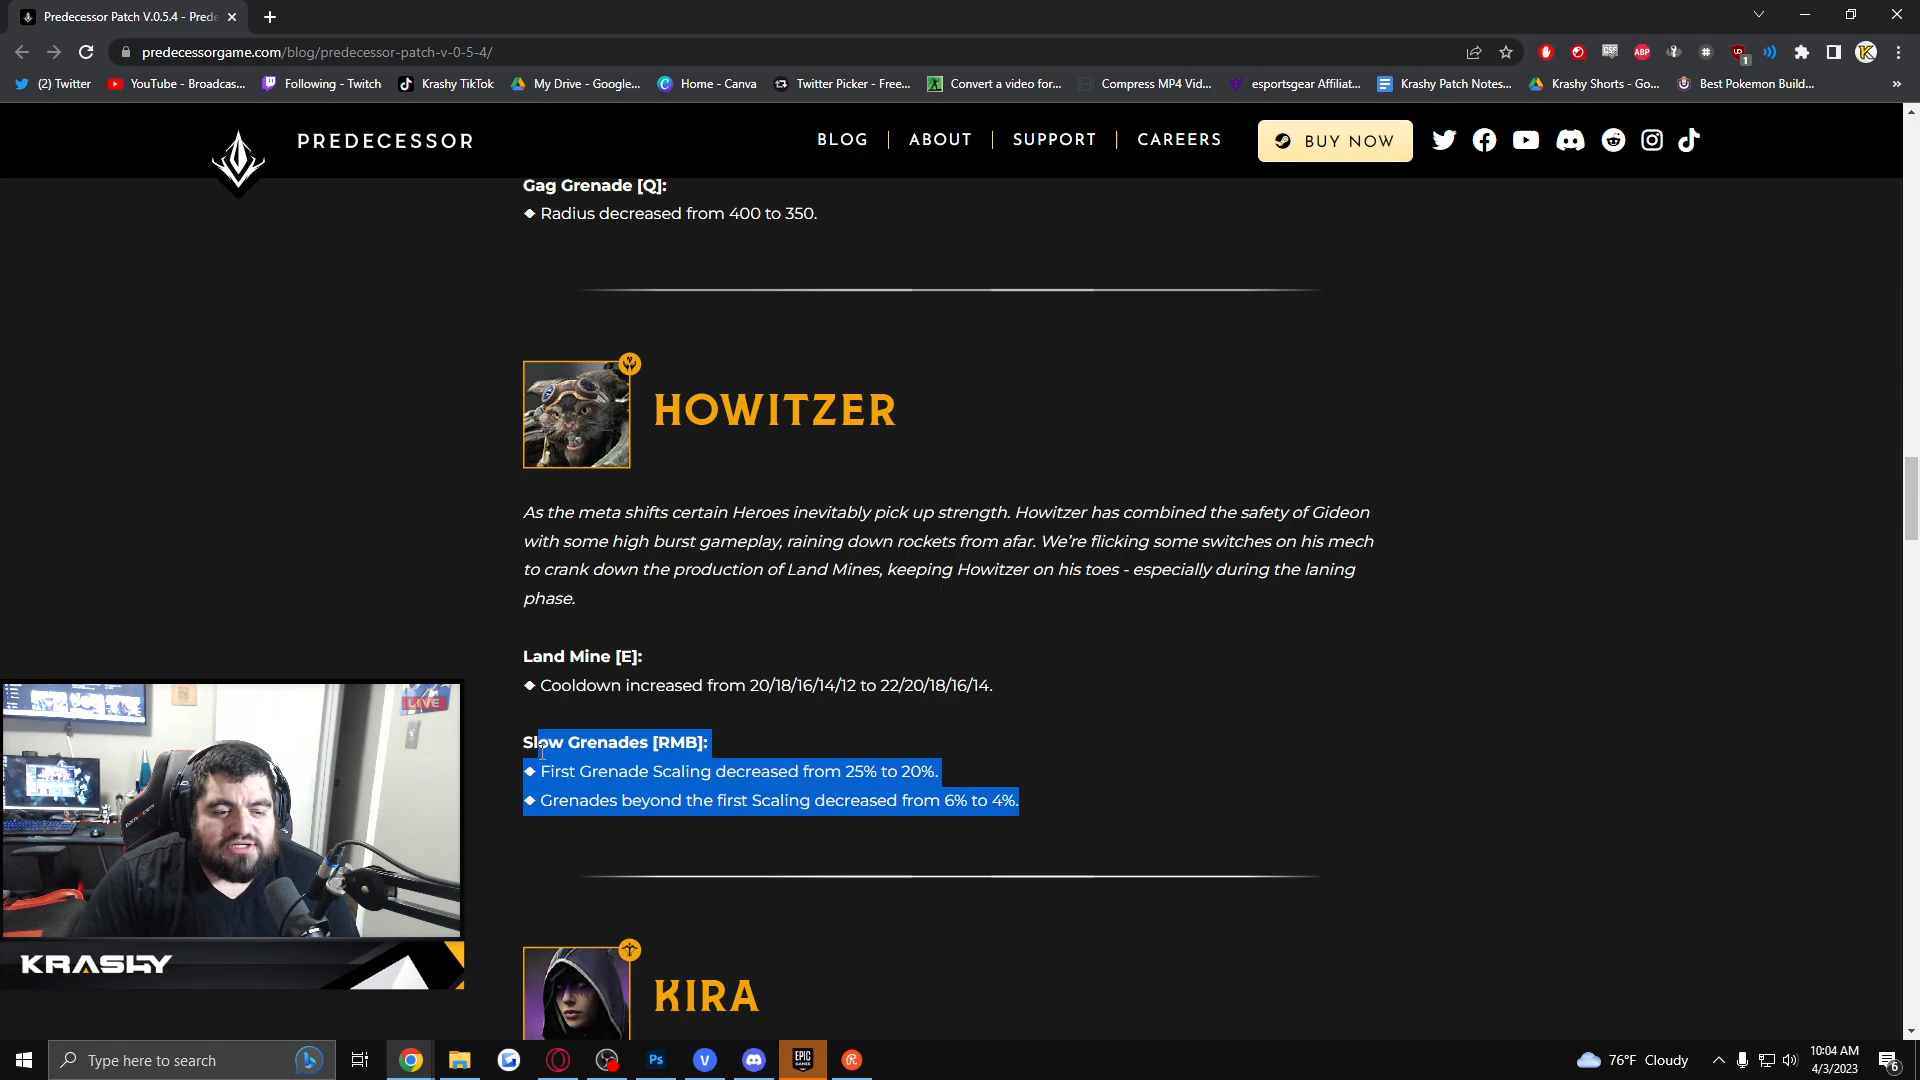 Predecessor Patch V.0.5.4 - Prede
predecessorgame.com/blog/predecessor-patch-v-0-5-4/
(2) Twitter
YouTube - Broadcas...
Following - Twitch
Krashy TikTok
My Drive - Google...
Home - Canva
Twitter Picker - Free...
Convert a video for...
Compress MP4 Vid...
esportsgear Affiliat...
Krashy Patch Notes...
Krashy Shorts - Go...
Best Pokemon Build...
PREDECESSOR
BLOG
ABOUT
SUPPORT
CAREERS
BUY NOW
Gag Grenade [Q]:
Radius decreased from 400 to 350.
HOWITZER
As the meta shifts certain Heroes inevitably pick up strength. Howitzer has combined the safety of Gideon
with some high burst gameplay, raining down rockets from afar. We're flicking some switches on his mech
to crank down the production of Land Mines, keeping Howitzer on his toes - especially during the laning
phase.
Land Mine [E]:
Cooldown increased from 20/18/16/14/12 to 22/20/18/16/14.
Slow Grenades [RMB]:
First Grenade Scaling decreased from 25% to 20%.
Grenades beyond the first Scaling decreased from 6% to 4%.
LIVE
KRASHY
KIRA
Type here to search
Ps
EPIC
GAMES
76°F Cloudy
10:04 AM
4/3/2023
6